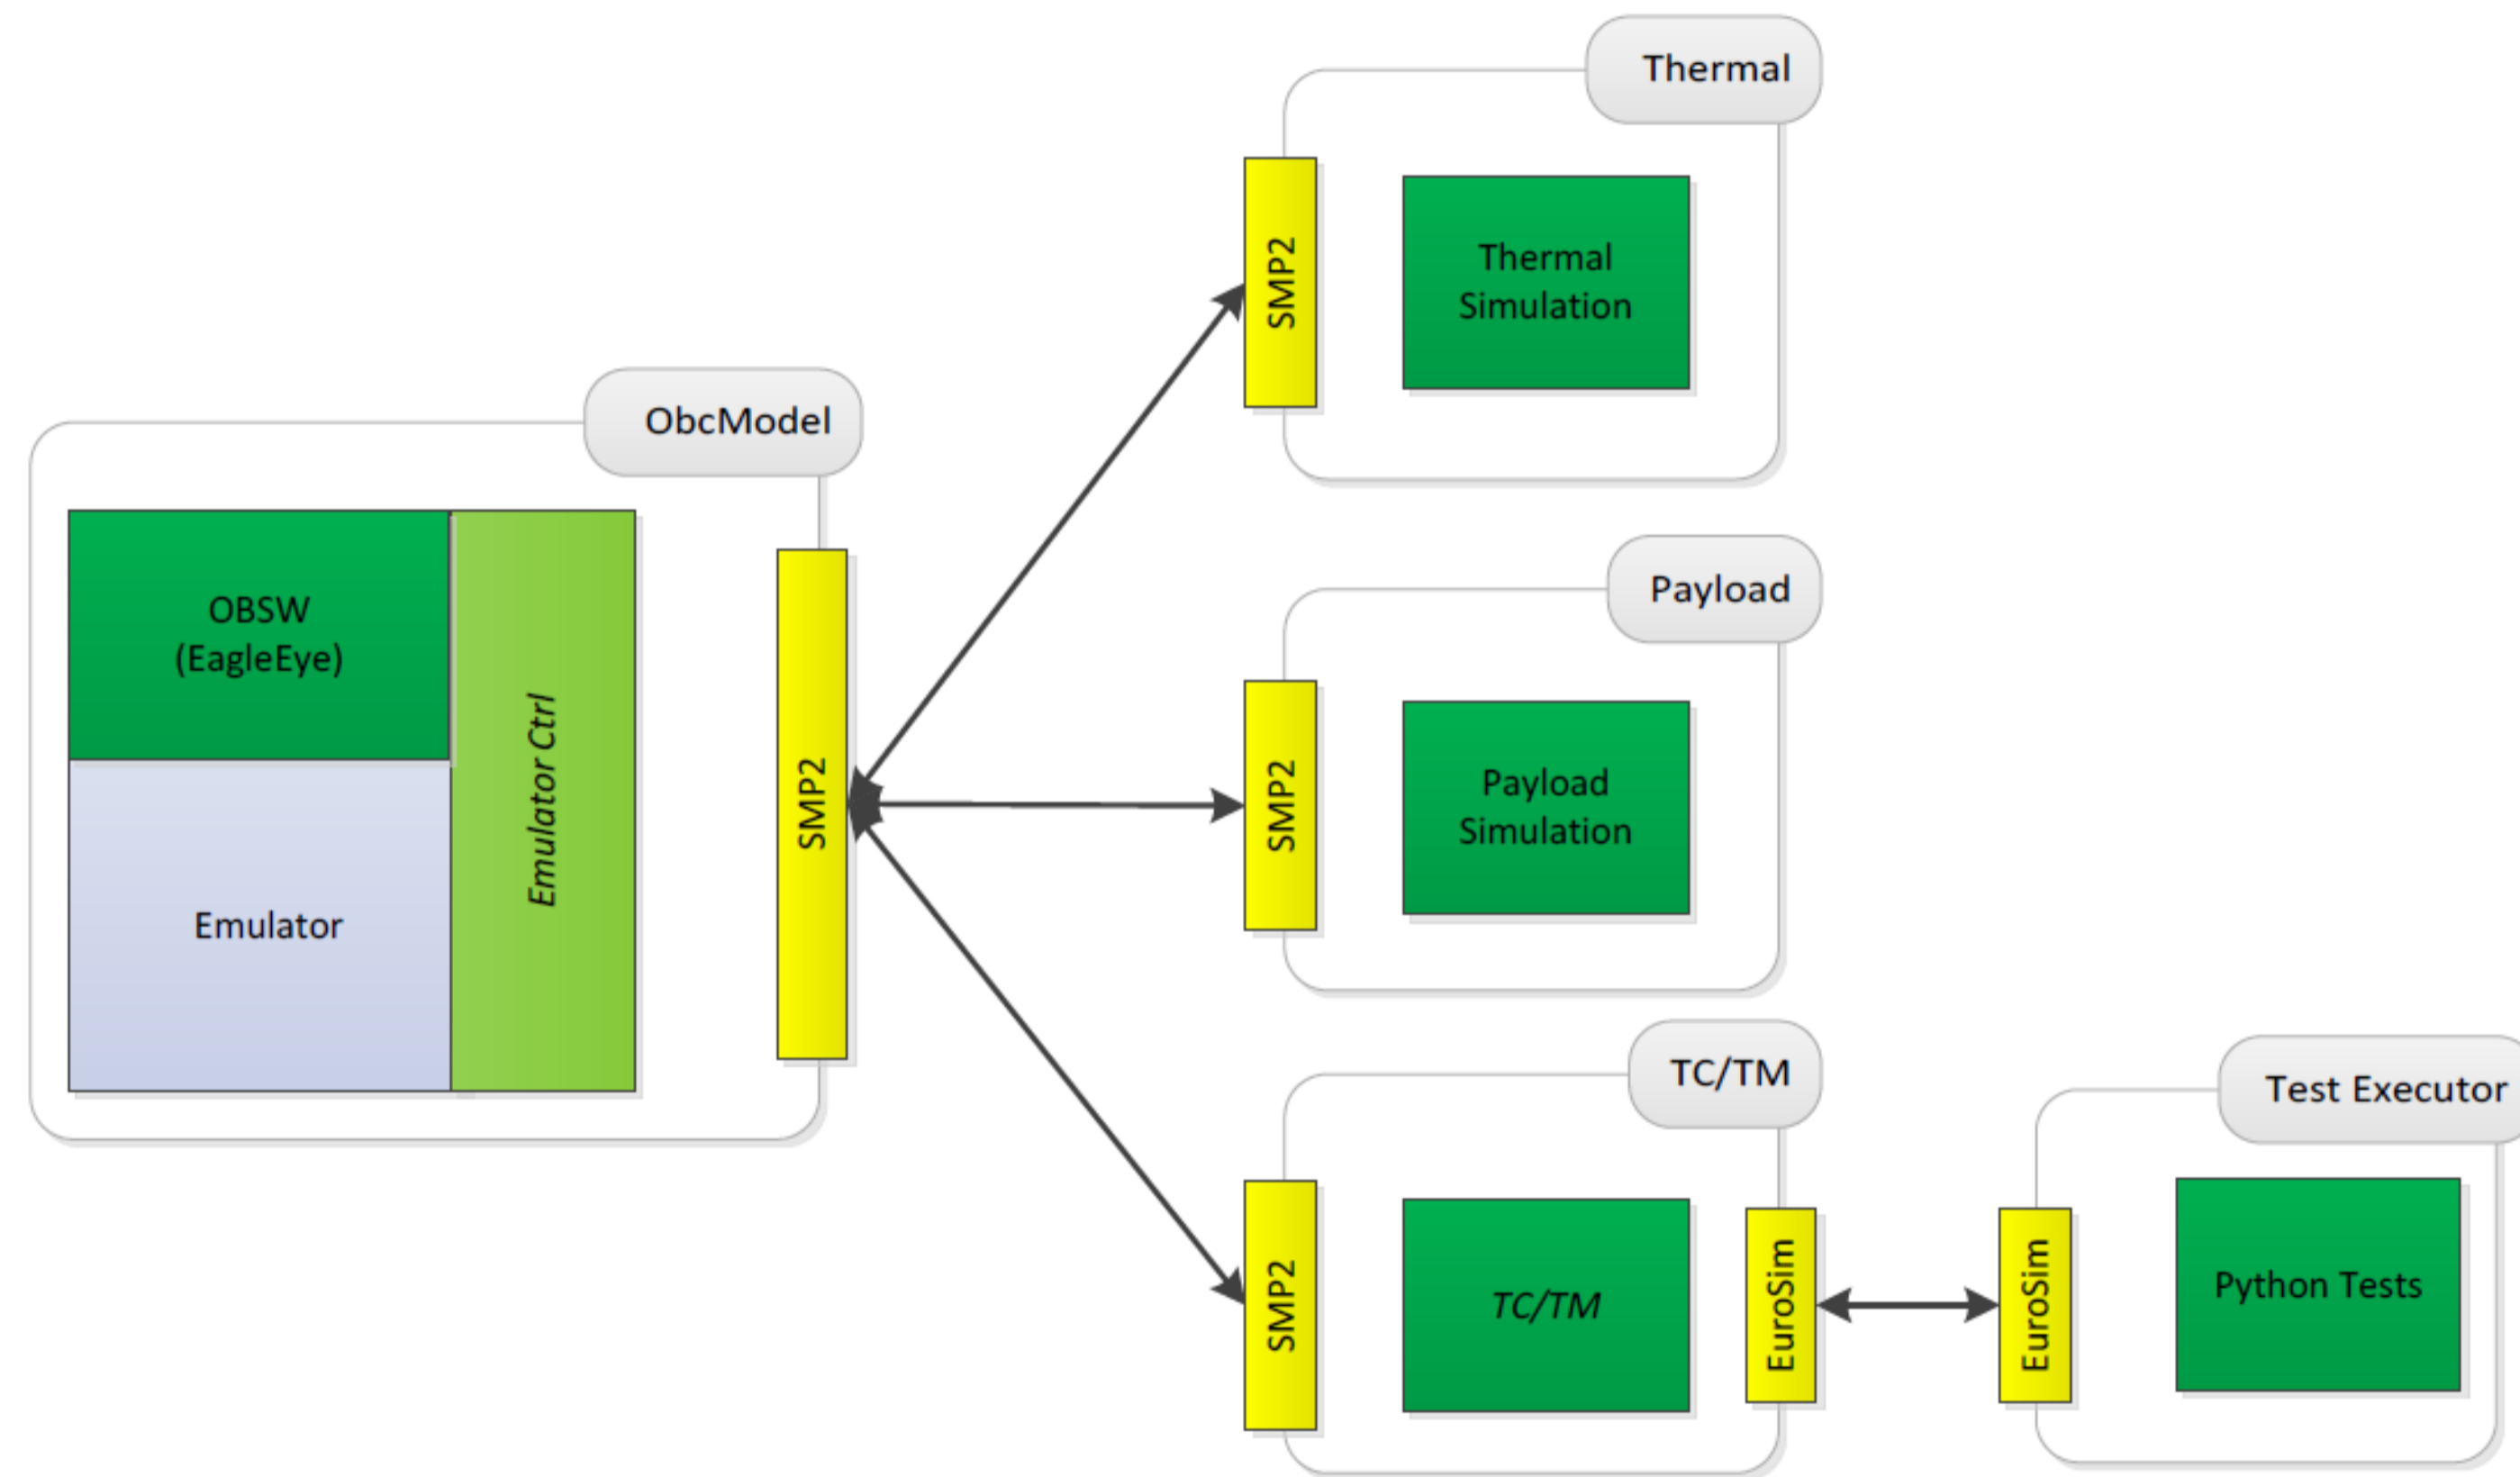 ObcModel
OBSW
(EagleEye)
Emulator
Emulator Ctrl
SMP2
Thermal
SMP2
Thermal
Simulation
Payload
SMP2
Payload
Simulation
TC/TM
SMP2
TC/TM
EuroSim
Test Executor
EuroSim
Python Tests